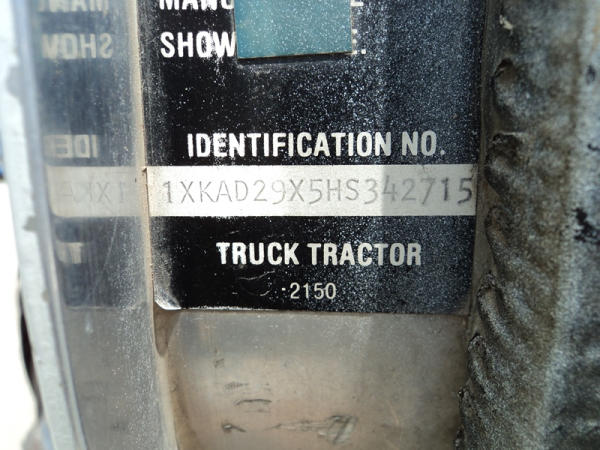 SHOW
IDENTIFICATION NO.
1XKAD29X5HS342715
TRUCK TRACTOR
2150